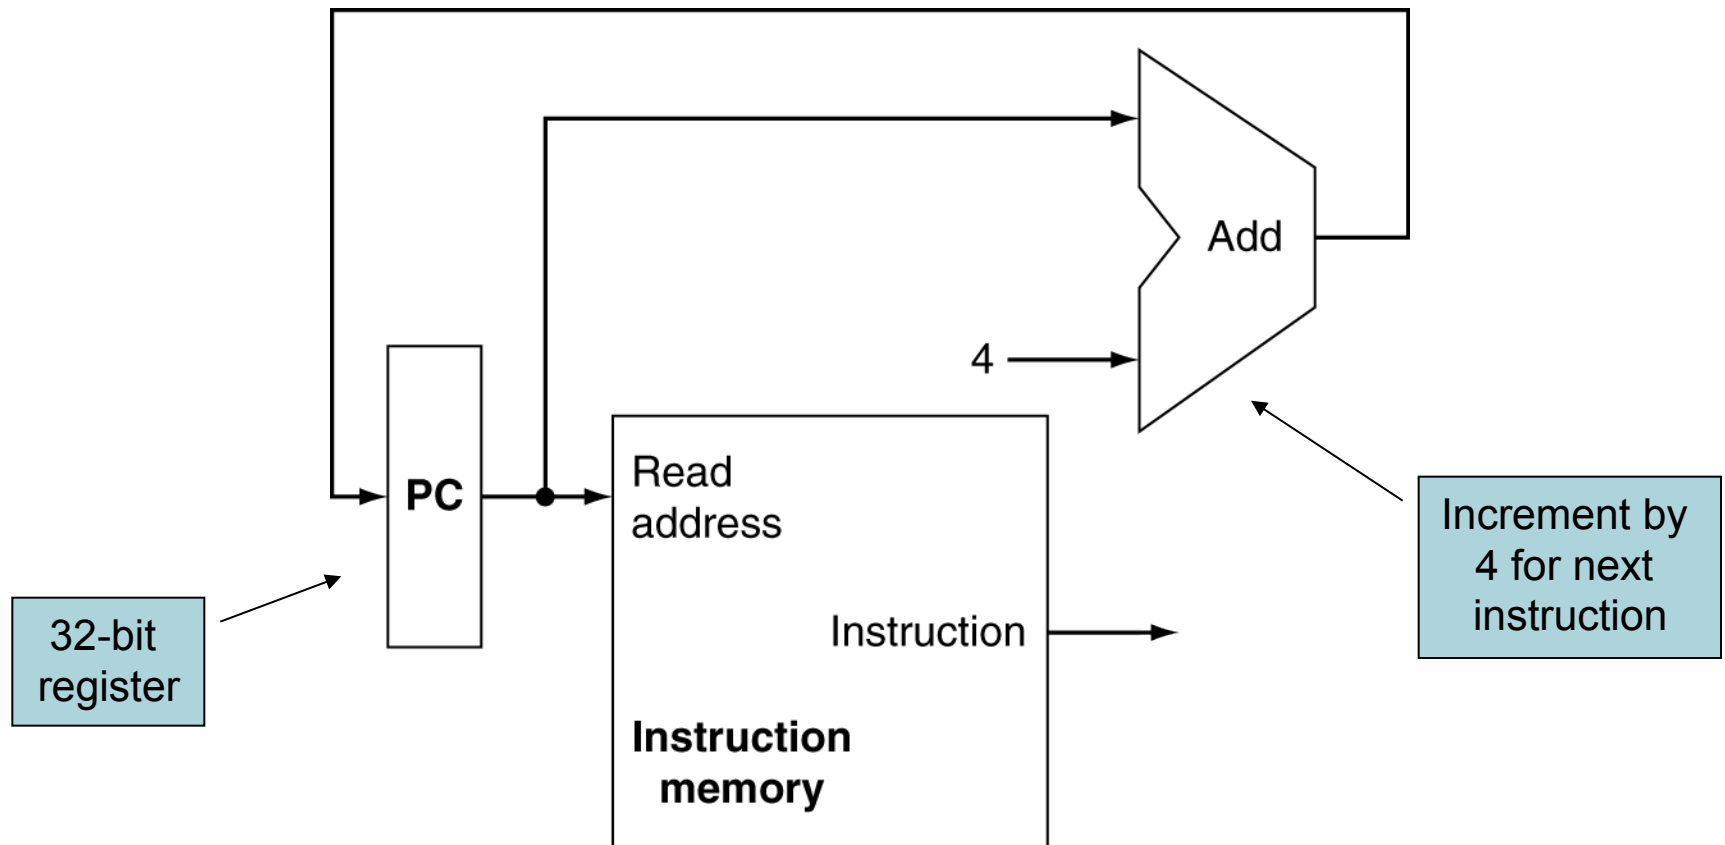 Add
4
PC
Read
address
Instruction
Instruction
memory
32-bit
register
Increment by
4 for next
instruction